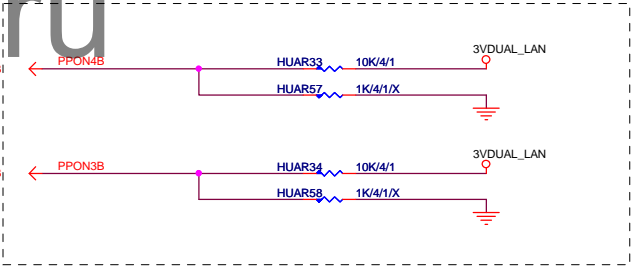 ru
3VDUAL_LAN
PPON4B HUAR33 10K/4/1
HUAR57 1K/4/1/X
3VDUAL_LAN
PPON3B HUAR34 10K/4/1
HUAR58 1K/4/1/X